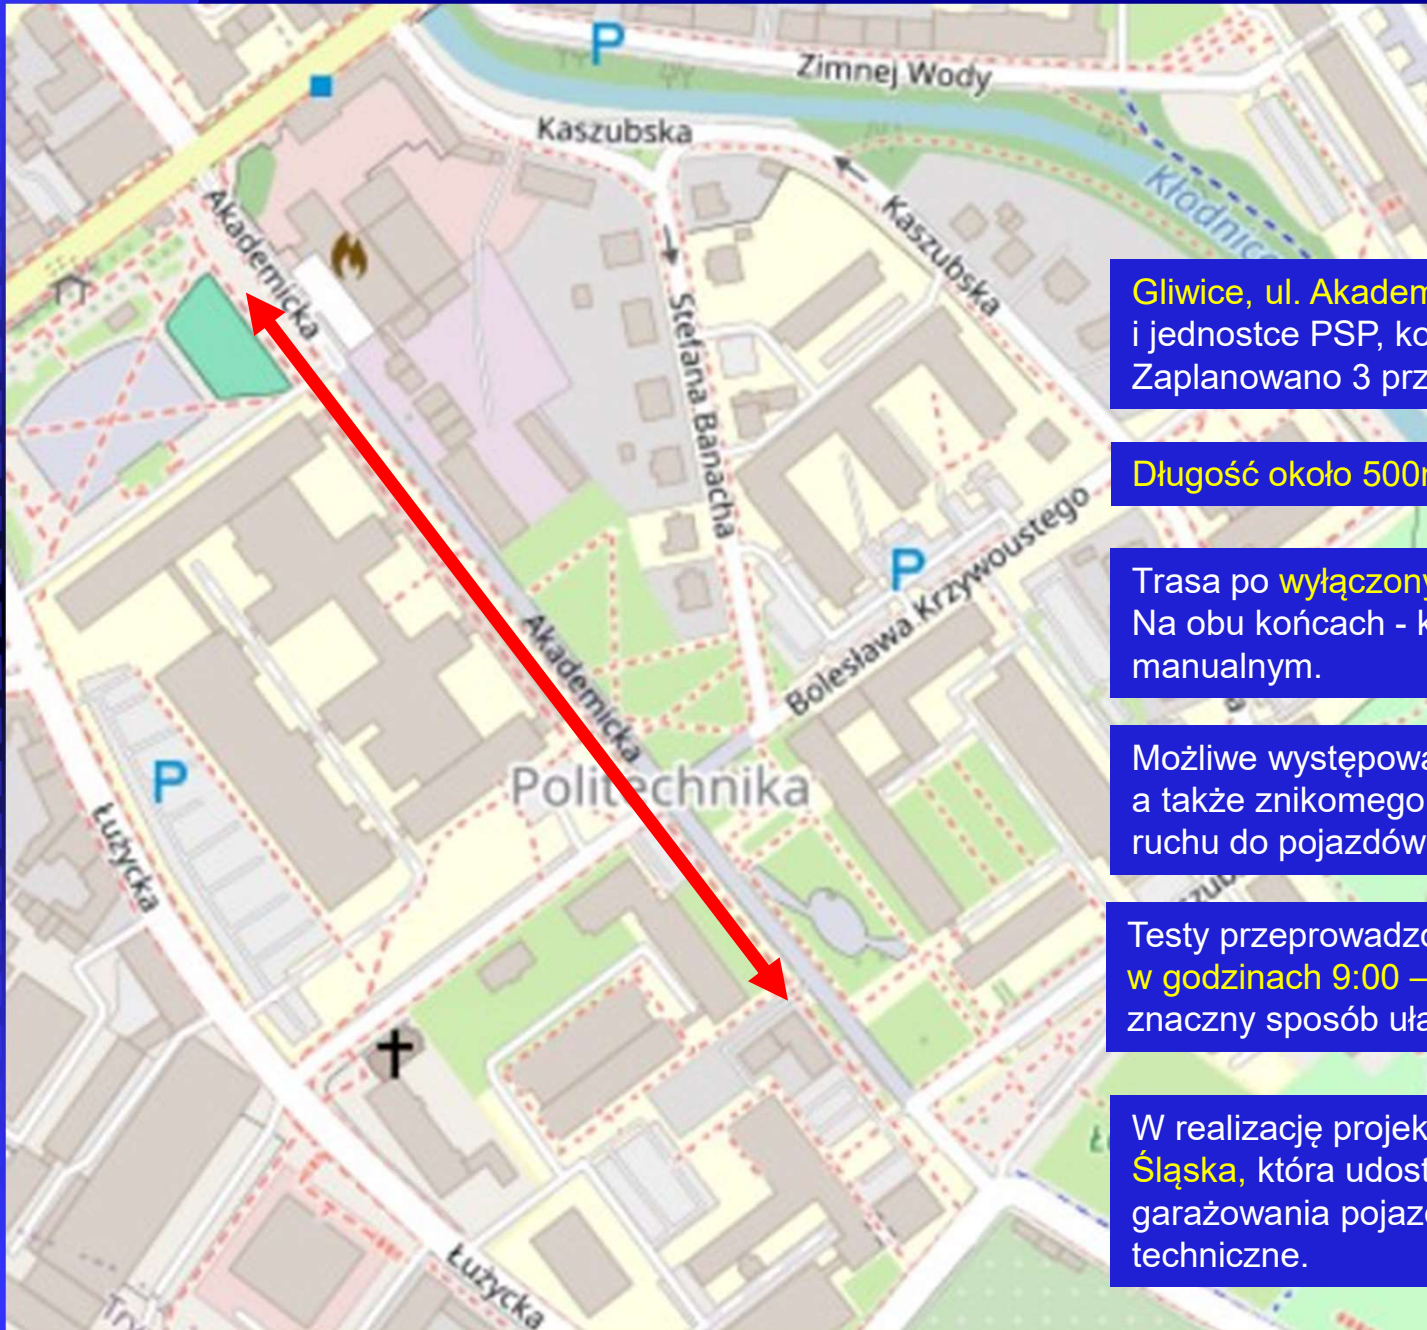 Zimnej Wody
Kaszubska
Kłodnica
Akademicka
Kaszubska
Stefana Banacha
Bolesława Krzywoustego
Akademicka
Politechnika
Łużycka
Łużycka
P
P
P
Gliwice, ul. Akadem
i jednostce PSP, ko
Zaplanowano 3 prz
Długość około 500
Trasa po wyłączony
Na obu końcach - k
manualnym.
Możliwe występowa
a także znikomego
ruchu do pojazdów
Testy przeprowadzo
w godzinach 9:00 –
znaczny sposób uła
W realizację projek
Śląska, która udost
garażowania pojazd
techniczne.